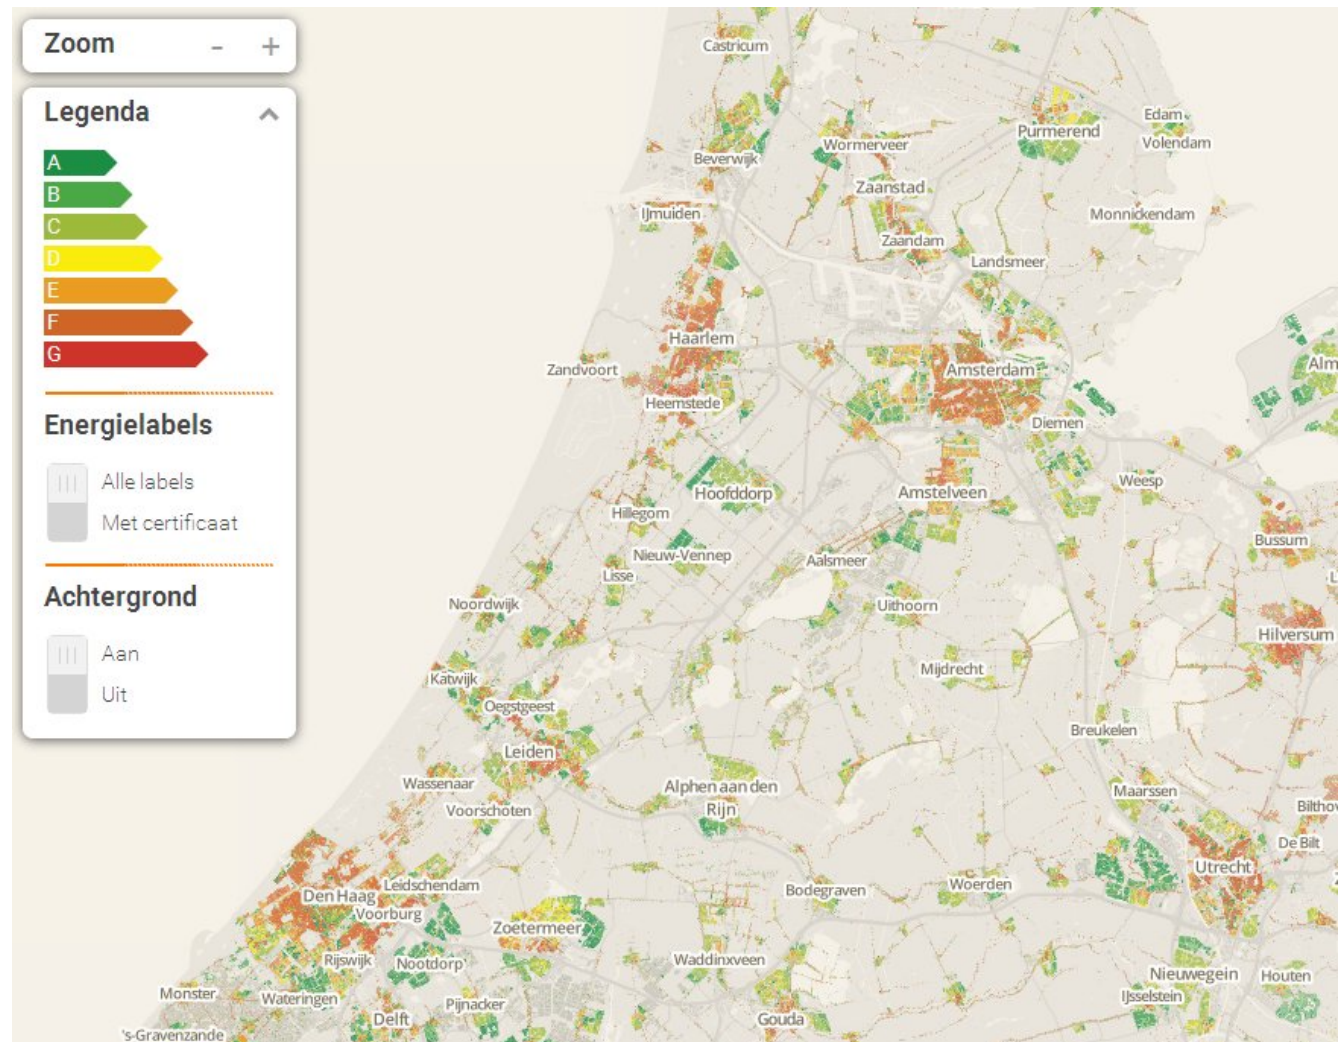 Zoom - +
Legenda
A
B
C
D
E
F
G
Energielabels
Alle labels
Met certificaat
Achtergrond
Aan
Uit
Castricum
Edam
Purmerend
Volendam
Wormerveer
Beverwijk
Zaanstad
IJmuiden
Monnickendam
Zaandam
Landsmeer
Haarlem
Zandvoort
Amsterdam
Alm
Heemstede
Diemen
Weesp
Hoofddorp
Amstelveen
Hillegom
Bussum
Nieuw-Vennep
Aalsmeer
Lisse
Noordwijk
Uithoorn
Hilversum
Mijdrecht
Katwijk
Oegstgeest
Breukelen
Leiden
Wassenaar
Alphen aan den
Rijn
Maarssen
Voorschoten
Bilthov
De Bilt
Utrecht
Leidschendam
Den Haag
Voorburg
Bodegraven
Woerden
Zoetermeer
Rijswijk
Nootdorp
Waddinxveen
Nieuwegein
Houten
Monster
Wateringen
Pijnacker
IJsselstein
Delft
Gouda
's-Gravenzande